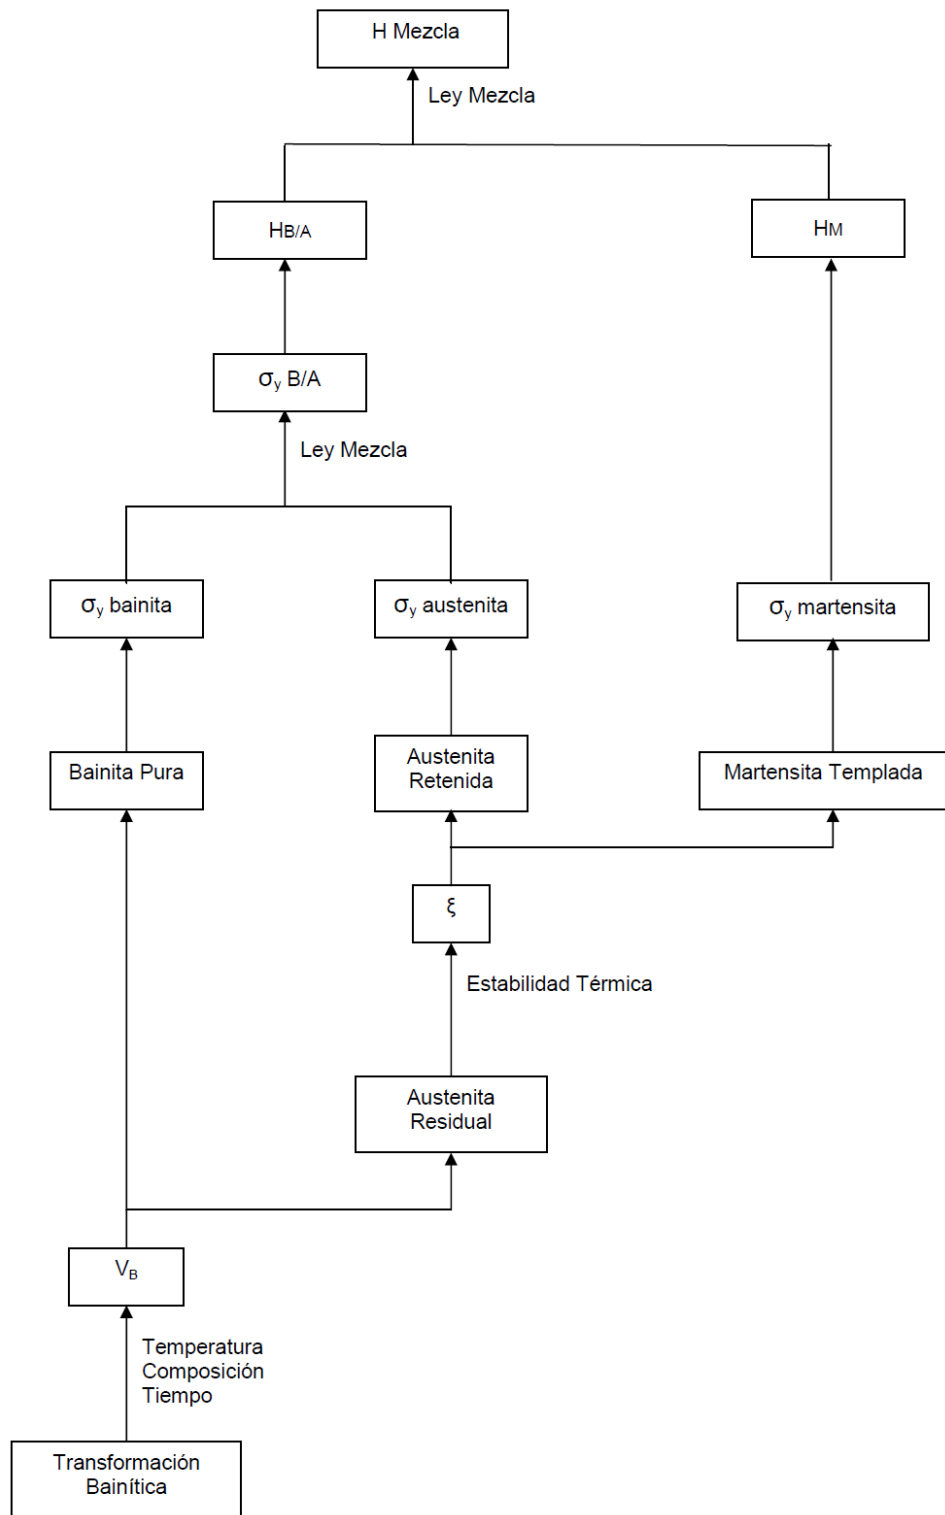 H Mezcla
Ley Mezcla
HB/A
HM
σy B/A
Ley Mezcla
σy bainita
σy austenita
σy martensita
Bainita Pura
Austenita
Retenida
Martensita Templada
ξ
Estabilidad Térmica
Austenita
Residual
VB
Temperatura
Composición
Tiempo
Transformación
Bainítica